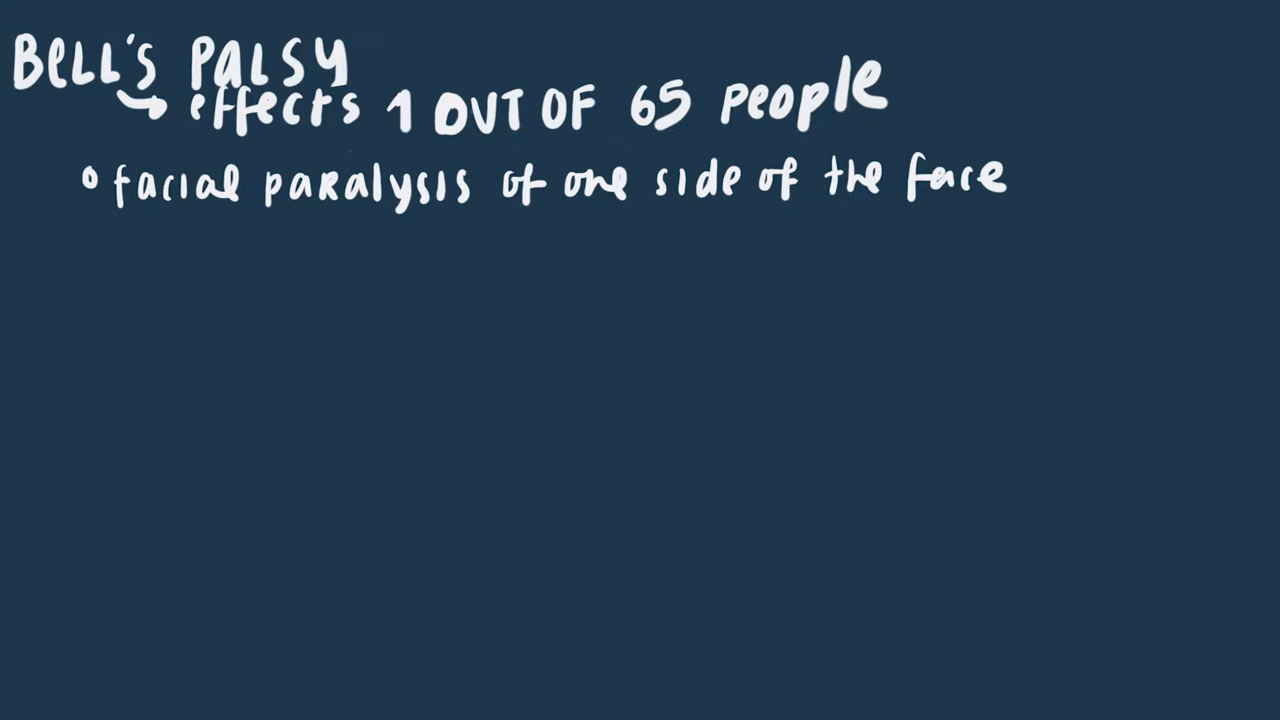 BELL'S PALSY
→ effects 1 OUT OF 65 people
• facial paralysis of one side of the face